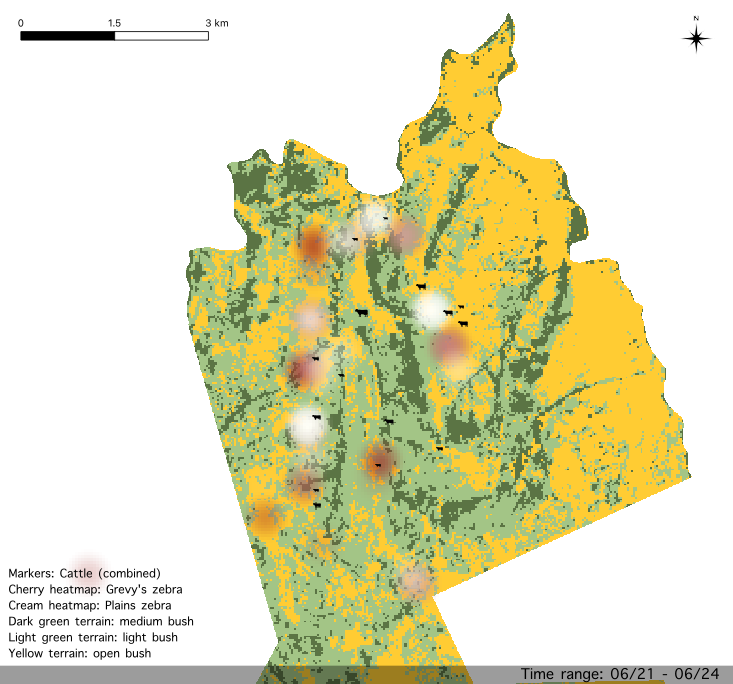 0 1.5 3 km
N
Markers: Cattle (combined)
Cherry heatmap: Grevy's zebra
Cream heatmap: Plains zebra
Dark green terrain: medium bush
Light green terrain: light bush
Yellow terrain: open bush
Time range: 06/21 - 06/24